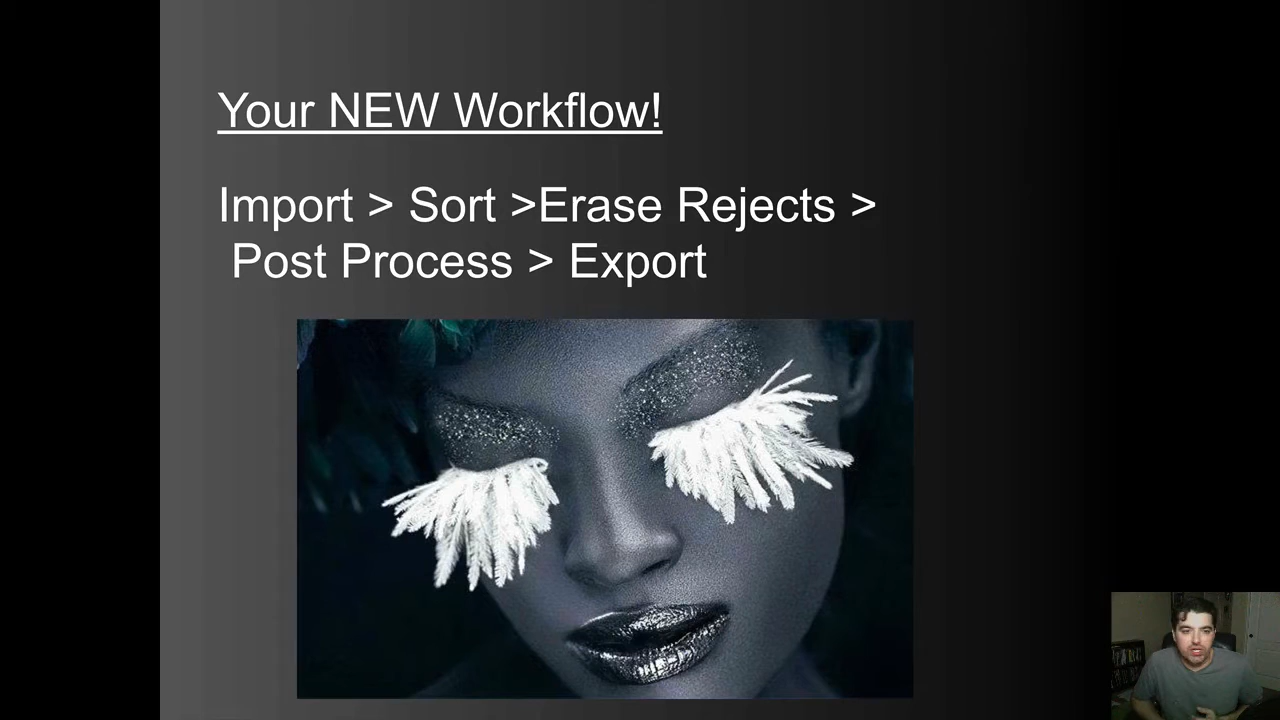 Your NEW Workflow!
Import > Sort >Erase Rejects >
Post Process > Export